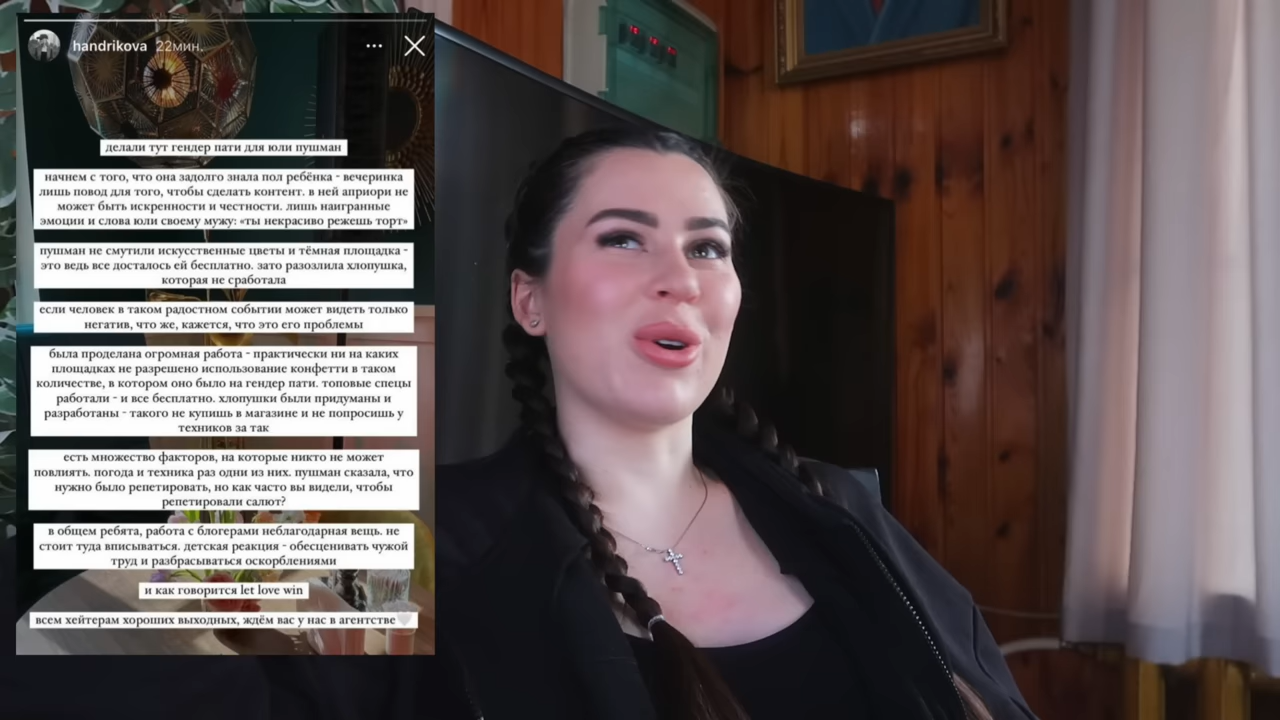 handrikova 22мин.
делали тут гендер пати для юли пушман
начнем с того, что она задолго знала пол ребёнка - вечеринка
лишь повод для того, чтобы сделать контент. в ней априори не
может быть искренности и честности. лишь наигранные
эмоции и слова юли своему мужу: «ты некрасиво режешь торт»
пушман не смутили искусственные цветы и тёмная площадка -
это ведь все досталось ей бесплатно. зато разозлила хлопушка,
которая не сработала
если человек в таком радостном событии может видеть только
негатив, что же, кажется, что это его проблемы
была проделана огромная работа - практически ни на каких
площадках не разрешено использование конфетти в таком
количестве, в котором оно было на гендер пати. топовые спецы
работали - и все бесплатно. хлопушки были придуманы и
разработаны - такого не купишь в магазине и не попросишь у
техников за так
есть множество факторов, на которые никто не может
повлиять. погода и техника раз одни из них. пушман сказала, что
нужно было репетировать, но как часто вы видели, чтобы
репетировали салют?
в общем ребята, работа с блогерами неблагодарная вещь. не
стоит туда вписываться. детская реакция - обесценивать чужой
труд и разбрасываться оскорблениями
и как говорится let love win
всем хейтерам хороших выходных, ждём вас у нас в агентстве